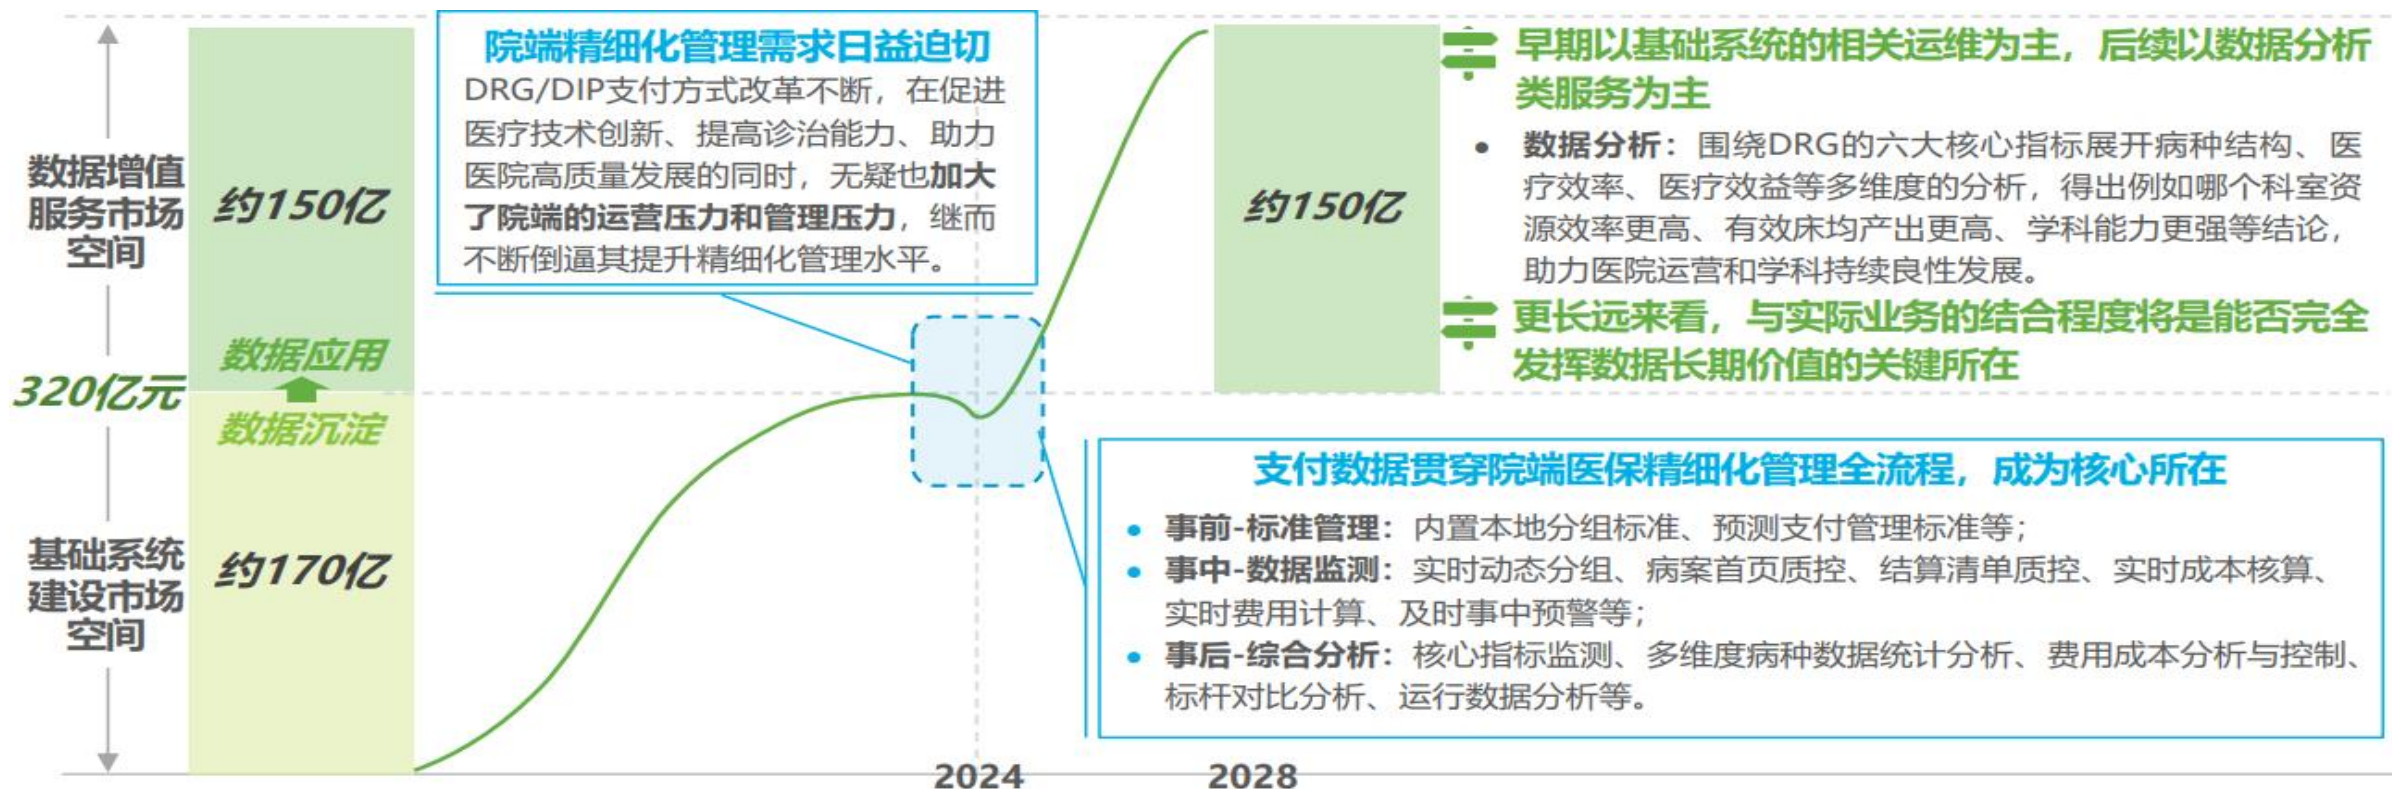 数据增值
服务市场
空间
320亿元
基础系统
建设市场
空间
约150亿
数据应用
数据沉淀
约170亿
院端精细化管理需求日益迫切
DRG/DIP支付方式改革不断，在促进
医疗技术创新、提高诊治能力、助力
医院高质量发展的同时，无疑也加大
了院端的运营压力和管理压力，继而
不断倒逼其提升精细化管理水平。
约150亿
早期以基础系统的相关运维为主，后续以数据分析
类服务为主
• 数据分析：围绕DRG的六大核心指标展开病种结构、医
疗效率、医疗效益等多维度的分析，得出例如哪个科室资
源效率更高、有效床均产出更高、学科能力更强等结论，
助力医院运营和学科持续良性发展。
更长远来看，与实际业务的结合程度将是能否完全
发挥数据长期价值的关键所在
支付数据贯穿院端医保精细化管理全流程，成为核心所在
• 事前-标准管理：内置本地分组标准、预测支付管理标准等；
• 事中-数据监测：实时动态分组、病案首页质控、结算清单质控、实时成本核算、
实时费用计算、及时事中预警等；
• 事后-综合分析：核心指标监测、多维度病种数据统计分析、费用成本分析与控制、
标杆对比分析、运行数据分析等。
2024
2028